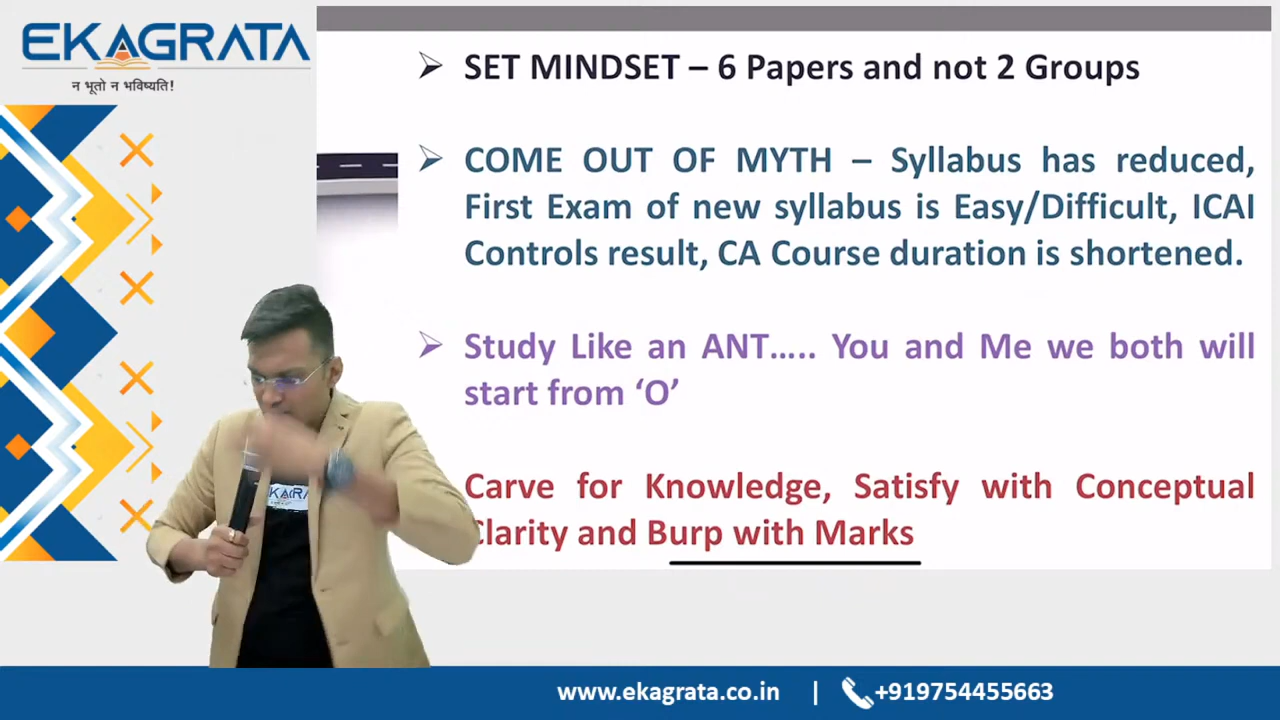 EKAGRATA
न भूतो न भविष्यति!
SET MINDSET – 6 Papers and not 2 Groups
COME OUT OF MYTH – Syllabus has reduced,
First Exam of new syllabus is Easy/Difficult, ICAI
Controls result, CA Course duration is shortened.
Study Like an ANT..... You and Me we both will
start from ‘O’
Carve for Knowledge, Satisfy with Conceptual
Clarity and Burp with Marks
KAGRA
www.ekagrata.co.in | +919754455663